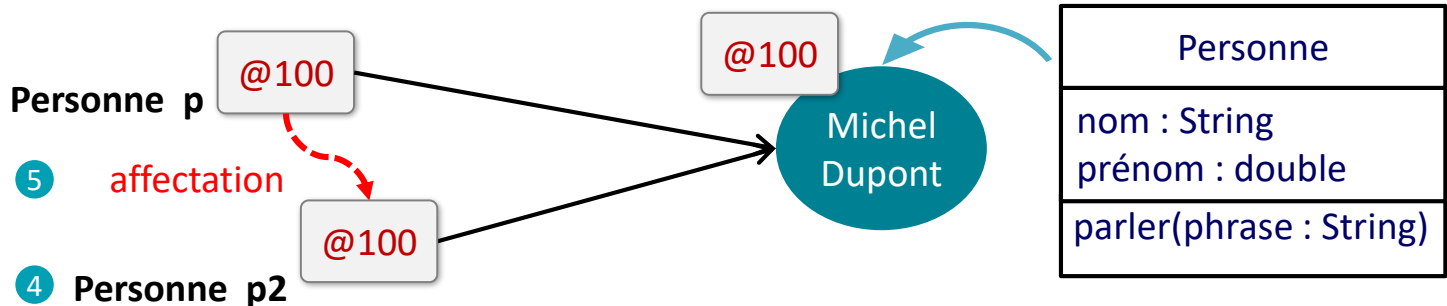 @100
Personne p
5 affectation
@100
4 Personne p2
@100
Michel
Dupont
Personne
nom : String
prénom : double
parler(phrase : String)